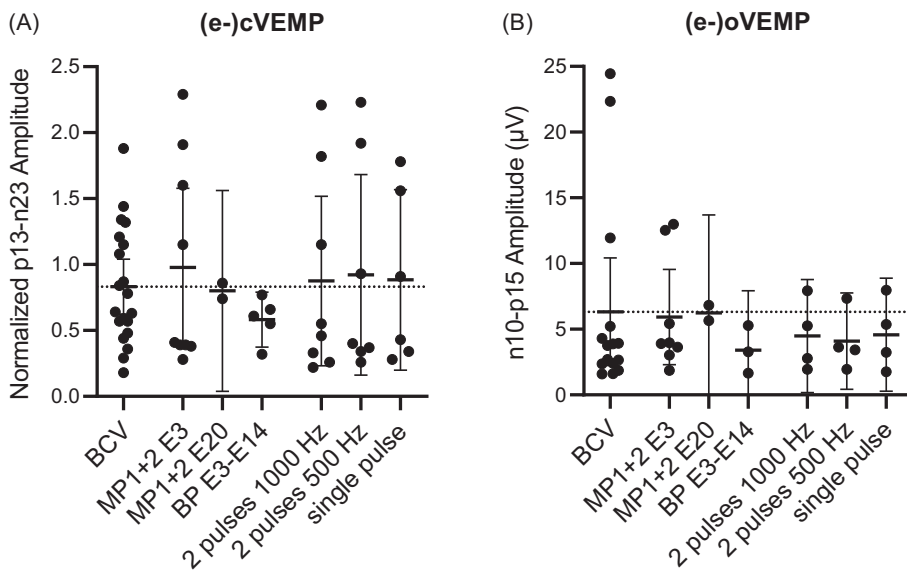 (A) (e-)cVEMP
Normalized p13-n23 Amplitude
2.5
2.0
1.5
1.0
0.5
0.0
BCV
MP1+2 E3
MP1+2 E20
BP E3-E14
2 pulses 1000 Hz
2 pulses 500 Hz
single pulse
(B) (e-)oVEMP
n10-p15 Amplitude (µV)
25
20
15
10
5
0
BCV
MP1+2 E3
MP1+2 E20
BP E3-E14
2 pulses 1000 Hz
2 pulses 500 Hz
single pulse